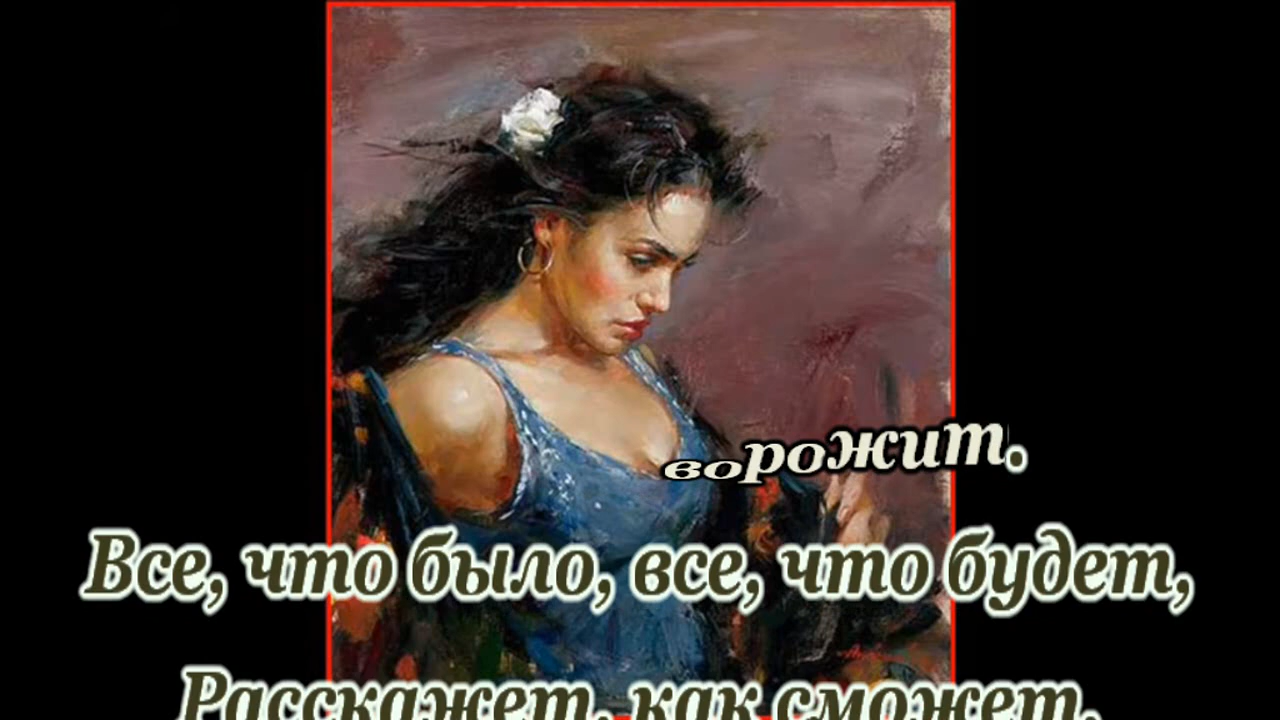 ворожит.
Все, что было, все, что будет,
Расскажет, как сможет.